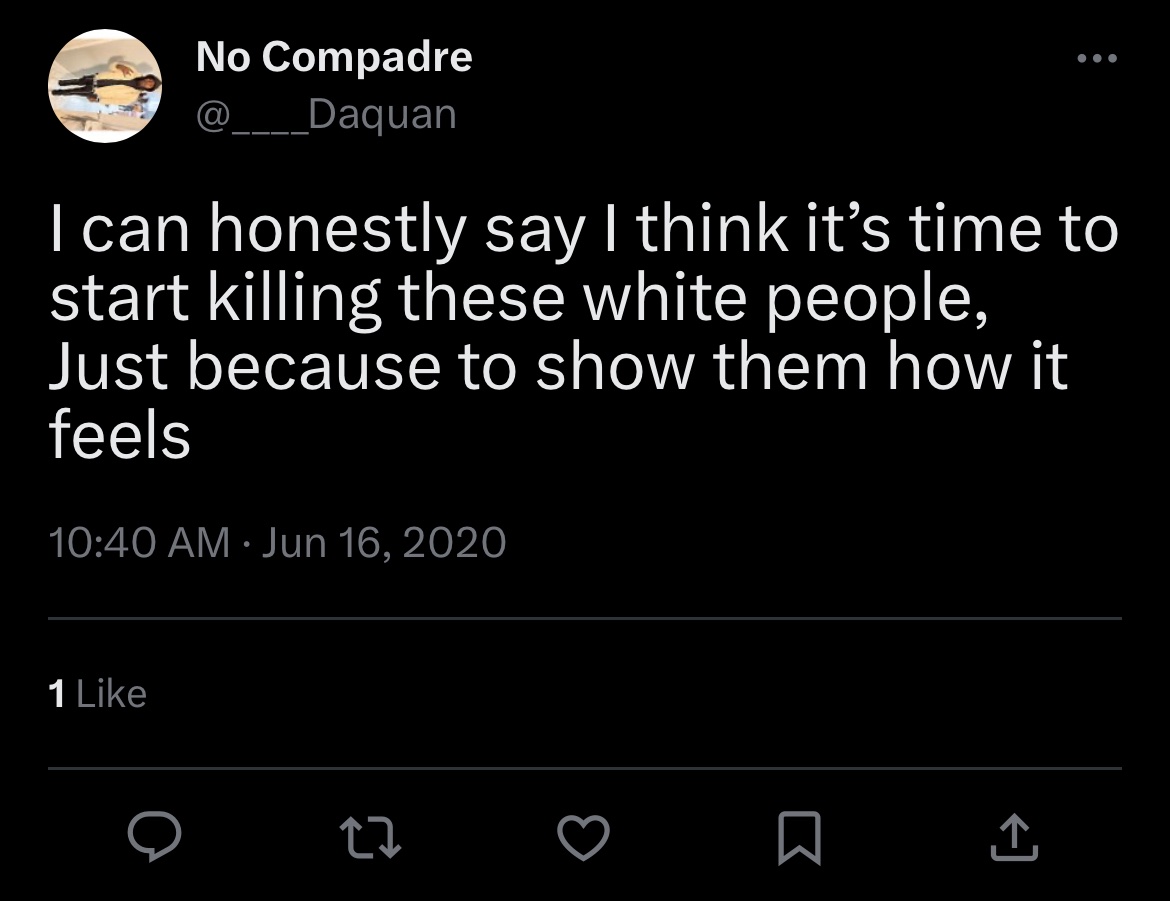 No Compadre
@____Daquan
I can honestly say I think it’s time to
start killing these white people,
Just because to show them how it
feels
10:40 AM · Jun 16, 2020
1 Like